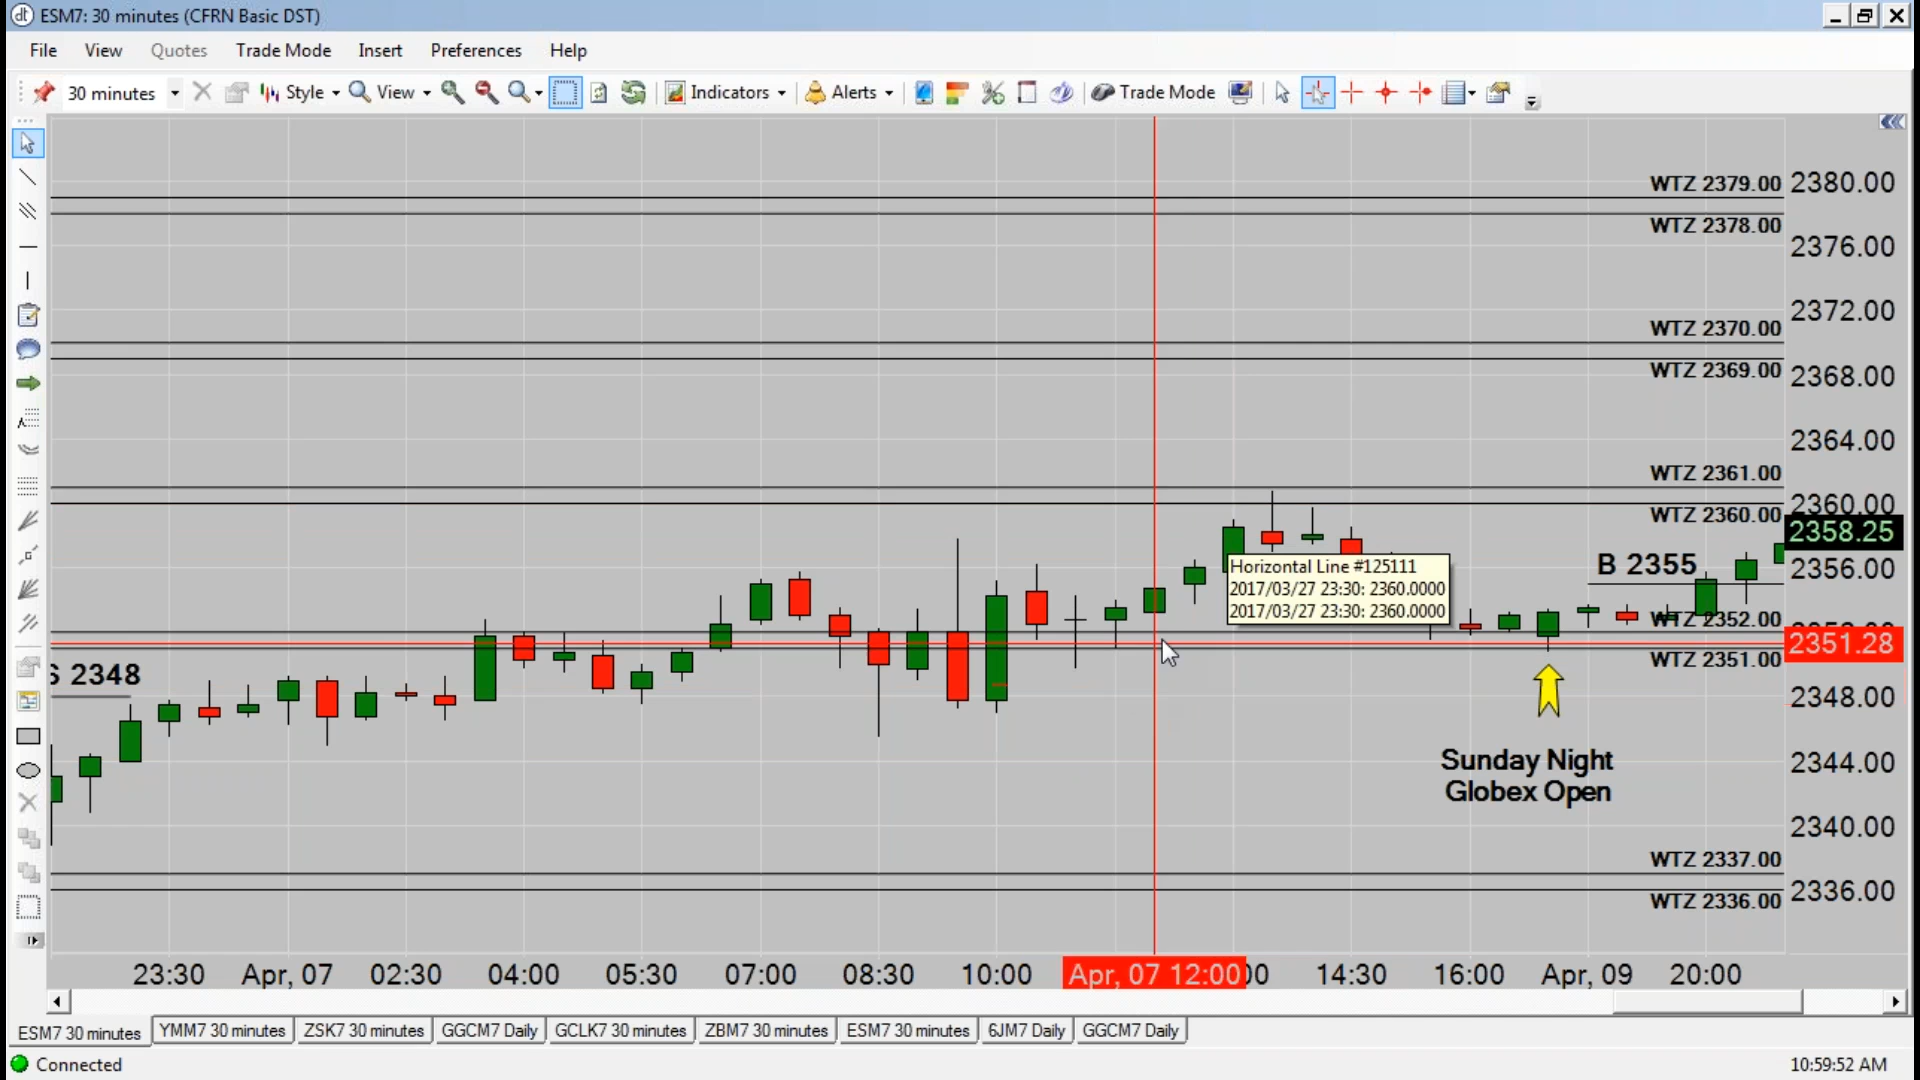 ESM7: 30 minutes (CFRN Basic DST)
File View Quotes Trade Mode Insert Preferences Help
30 minutes Style View Indicators Alerts Trade Mode
WTZ 2379.00
2380.00
WTZ 2378.00
2376.00
2372.00
WTZ 2370.00
WTZ 2369.00
2368.00
2364.00
WTZ 2361.00
2360.00
WTZ 2360.00
2358.25
Horizontal Line #125111
2017/03/27 23:30: 2360.0000
2017/03/27 23:30: 2360.0000
B 2355
2356.00
WTZ 2352.00
2351.28
WTZ 2351.00
S 2348
2348.00
Sunday Night
Globex Open
2344.00
2340.00
WTZ 2337.00
2336.00
WTZ 2336.00
23:30 Apr, 07 02:30 04:00 05:30 07:00 08:30 10:00 Apr, 07 12:00 14:30 16:00 Apr, 09 20:00
ESM7 30 minutes YMM7 30 minutes ZSK7 30 minutes GGCM7 Daily GCLK7 30 minutes ZBM7 30 minutes ESM7 30 minutes 6JM7 Daily GGCM7 Daily
Connected
10:59:52 AM